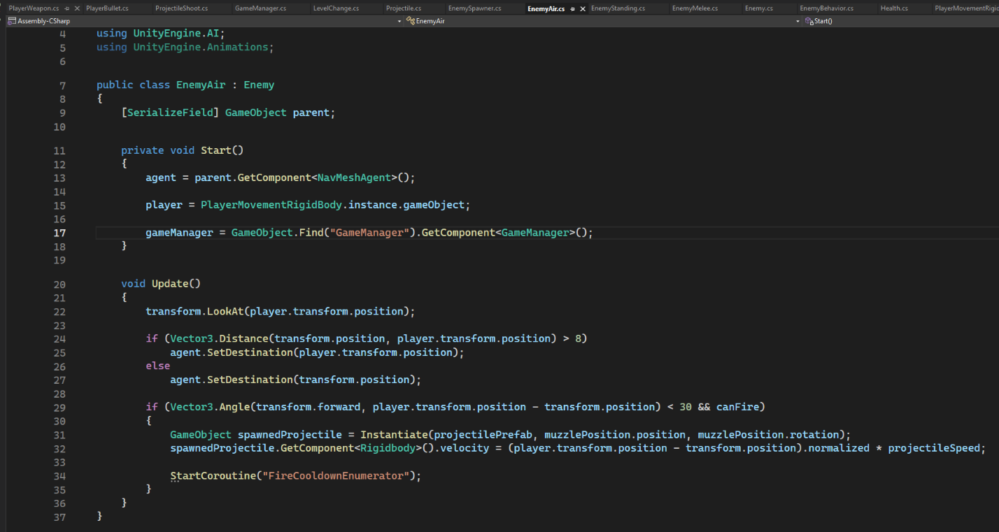 PlayerWeapon.cs PlayerBullet.cs ProjectileShoot.cs GameManager.cs LevelChange.cs Projectile.cs EnemySpawner.cs EnemyAir.cs EnemyStanding.cs EnemyMelee.cs Enemy.cs EnemyBehavior.cs Health.cs PlayerMovementRigid
Assembly-CSharp EnemyAir Start()
4 using UnityEngine.AI;
5 using UnityEngine.Animations;
6
7 public class EnemyAir : Enemy
8 {
9 [SerializeField] GameObject parent;
10
11 private void Start()
12 {
13 agent = parent.GetComponent<NavMeshAgent>();
14
15 player = PlayerMovementRigidBody.instance.gameObject;
16
17 gameManager = GameObject.Find("GameManager").GetComponent<GameManager>();
18 }
19
20 void Update()
21 {
22 transform.LookAt(player.transform.position);
23
24 if (Vector3.Distance(transform.position, player.transform.position) > 8)
25 agent.SetDestination(player.transform.position);
26 else
27 agent.SetDestination(transform.position);
28
29 if (Vector3.Angle(transform.forward, player.transform.position - transform.position) < 30 && canFire)
30 {
31 GameObject spawnedProjectile = Instantiate(projectilePrefab, muzzlePosition.position, muzzlePosition.rotation);
32 spawnedProjectile.GetComponent<Rigidbody>().velocity = (player.transform.position - transform.position).normalized * projectileSpeed;
33
34 StartCoroutine("FireCooldownEnumerator");
35 }
36 }
37 }